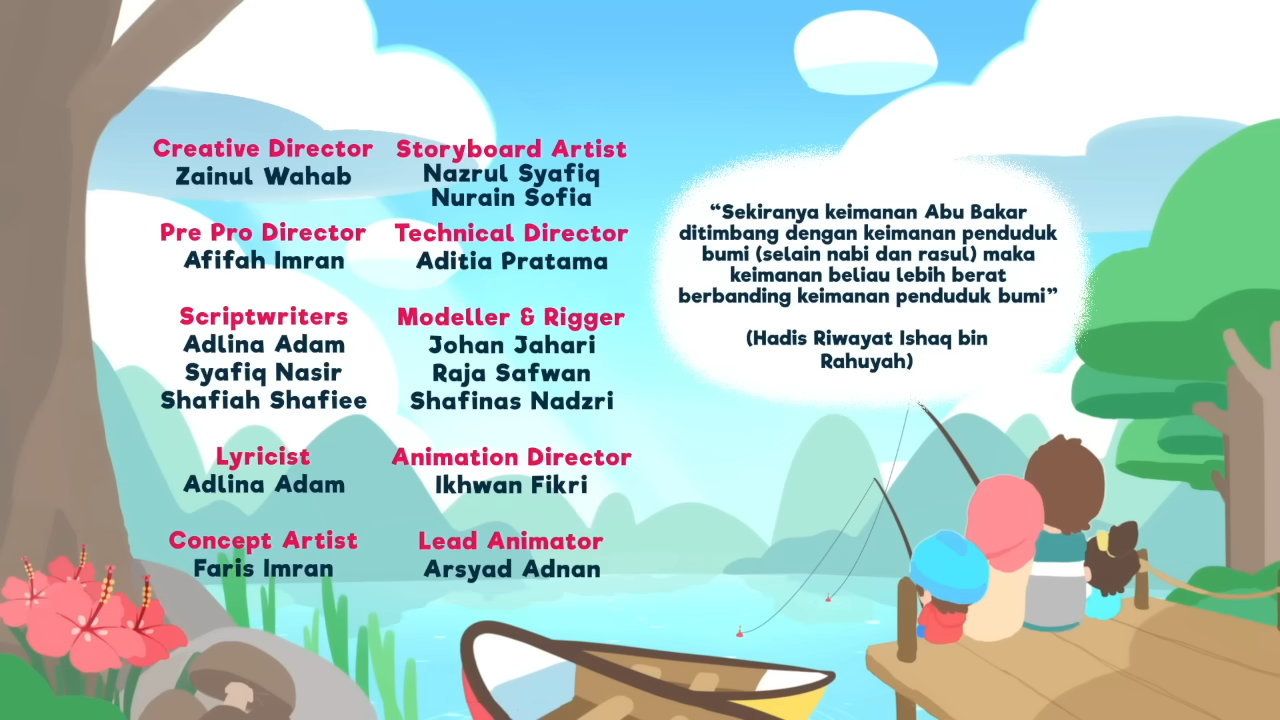 Creative Director
Zainul Wahab
Pre Pro Director
Afifah Imran
Scriptwriters
Adlina Adam
Syafiq Nasir
Shafiah Shafiee
Lyricist
Adlina Adam
Concept Artist
Faris Imran
Storyboard Artist
Nazrul Syafiq
Nurain Sofia
Technical Director
Aditia Pratama
Modeller & Rigger
Johan Jahari
Raja Safwan
Shafinas Nadzri
Animation Director
Ikhwan Fikri
Lead Animator
Arsyad Adnan
“Sekiranya keimanan Abu Bakar
ditimbang dengan keimanan penduduk
bumi (selain nabi dan rasul) maka
keimanan beliau lebih berat
berbanding keimanan penduduk bumi”
(Hadis Riwayat Ishaq bin
Rahuyah)